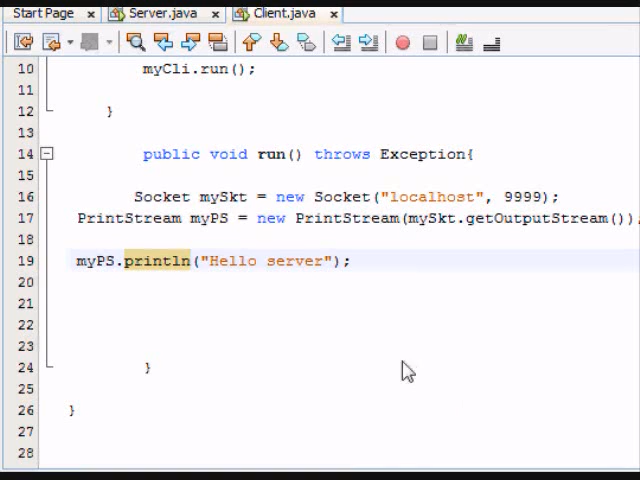 Start Page x Server.java x Client.java x
10 myCli.run();
11
12 }
13
14 public void run() throws Exception{
15
16 Socket mySkt = new Socket("localhost", 9999);
17 PrintStream myPS = new PrintStream(mySkt.getOutputStream())
18
19 myPS.println("Hello server");
20
21
22
23
24 }
25
26 }
27
28